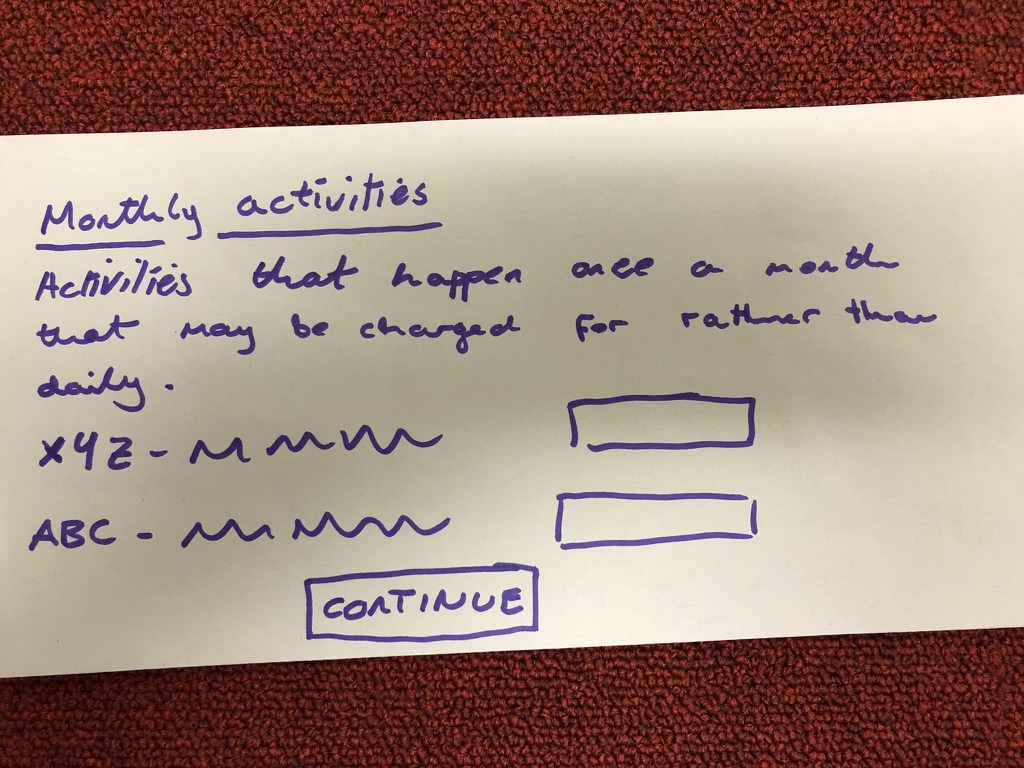 Monthly activities
Activities that happen once a month
that may be charged for rather than
daily.
XYZ -
ABC -
CONTINUE